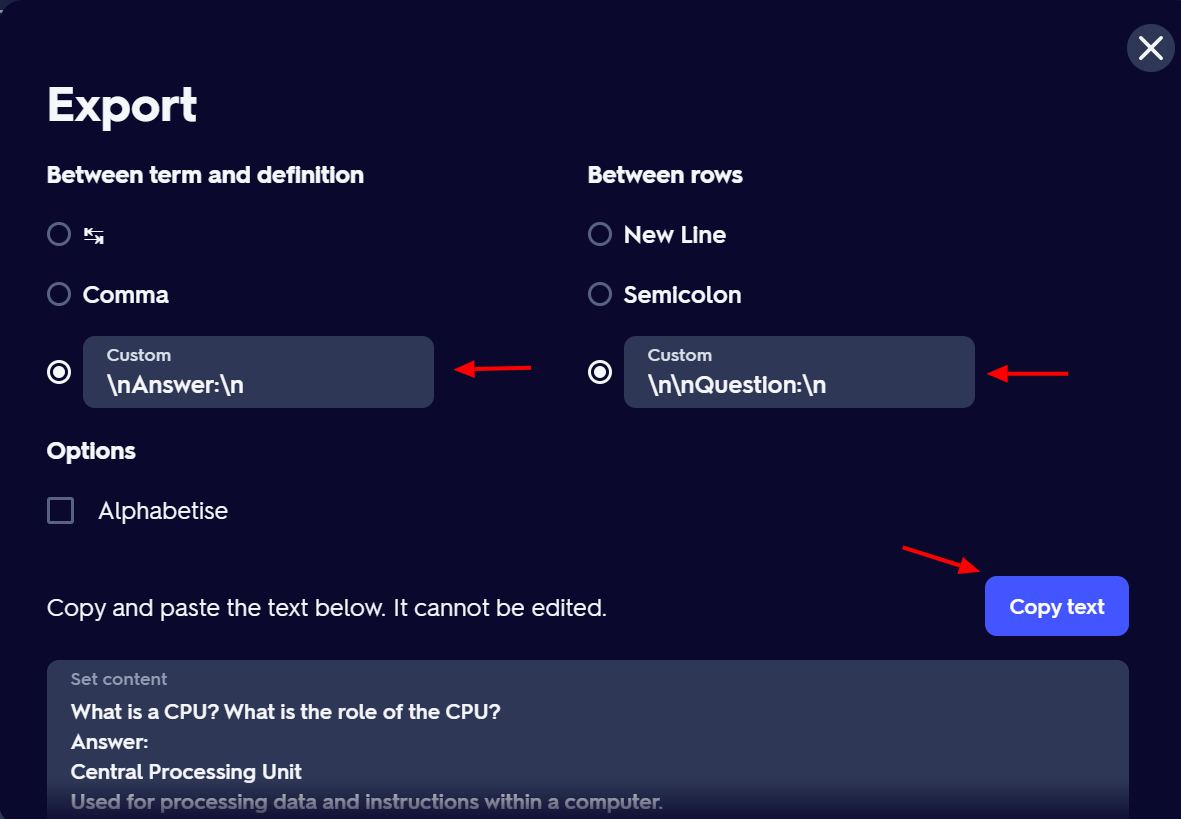 Export
Between term and definition
Between rows
New Line
Comma
Semicolon
Custom
\nAnswer:\n
Custom
\n\nQuestion:\n
Options
Alphabetise
Copy and paste the text below. It cannot be edited.
Copy text
Set content
What is a CPU? What is the role of the CPU?
Answer:
Central Processing Unit
Used for processing data and instructions within a computer.